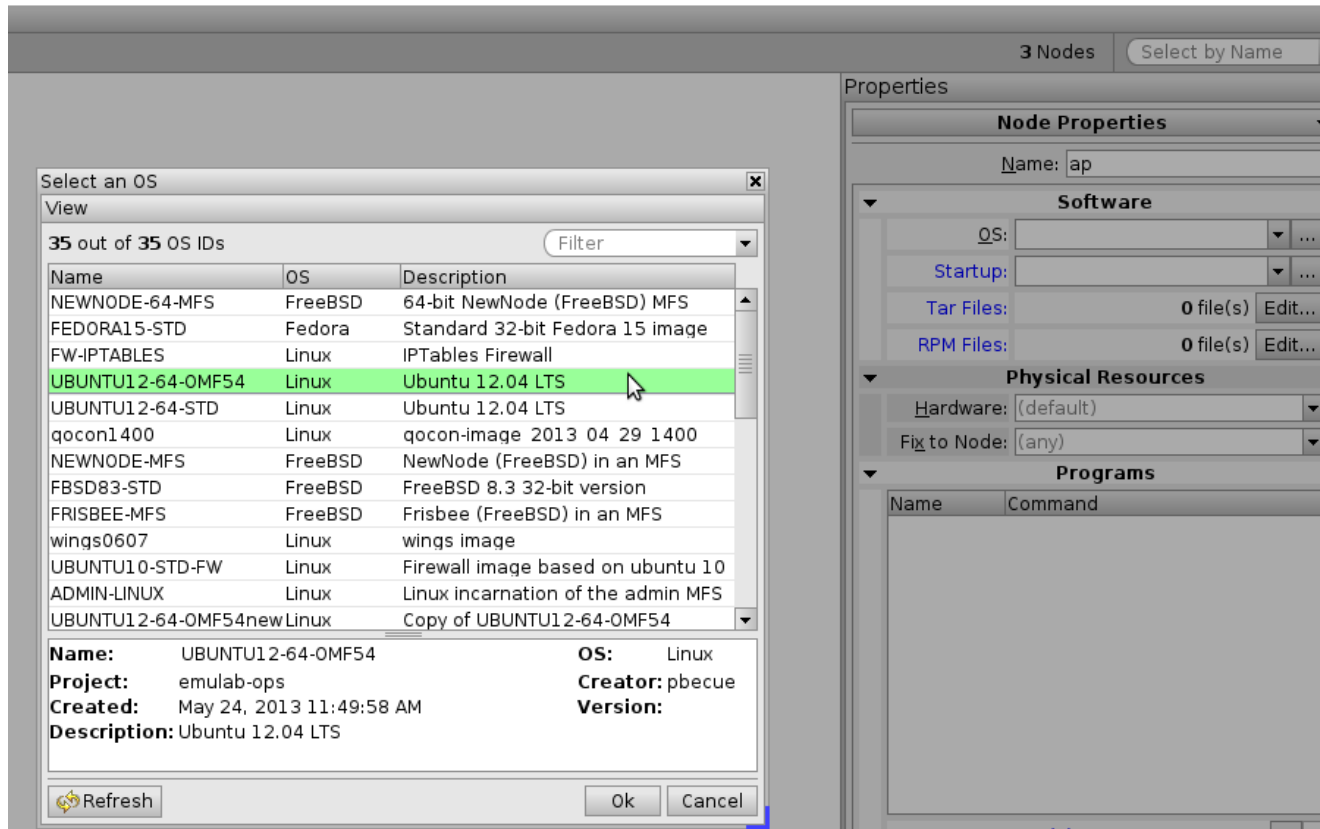 3 Nodes Select by Name
Properties
Node Properties
Name: ap
Software
OS: ...
Startup: ...
Tar Files: 0 file(s) Edit...
RPM Files: 0 file(s) Edit...
Physical Resources
Hardware: (default)
Fix to Node: (any)
Programs
Name Command
Select an OS
View
35 out of 35 OS IDs Filter
Name OS Description
NEWNODE-64-MFS FreeBSD 64-bit NewNode (FreeBSD) MFS
FEDORA15-STD Fedora Standard 32-bit Fedora 15 image
FW-IPTABLES Linux IPTables Firewall
UBUNTU12-64-OMF54 Linux Ubuntu 12.04 LTS
UBUNTU12-64-STD Linux Ubuntu 12.04 LTS
qocon1400 Linux qocon-image_2013_04_29_1400
NEWNODE-MFS FreeBSD NewNode (FreeBSD) in an MFS
FBSD83-STD FreeBSD FreeBSD 8.3 32-bit version
FRISBEE-MFS FreeBSD Frisbee (FreeBSD) in an MFS
wings0607 Linux wings image
UBUNTU10-STD-FW Linux Firewall image based on ubuntu 10
ADMIN-LINUX Linux Linux incarnation of the admin MFS
UBUNTU12-64-OMF54new Linux Copy of UBUNTU12-64-OMF54
Name: UBUNTU12-64-OMF54 OS: Linux
Project: emulab-ops Creator: pbecue
Created: May 24, 2013 11:49:58 AM Version:
Description: Ubuntu 12.04 LTS
Refresh Ok Cancel